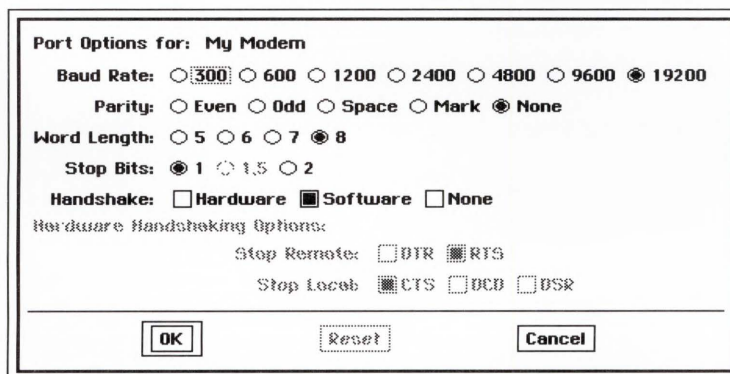 Port Options for: My Modem
Baud Rate: 300 600 1200 2400 4800 9600 19200
Parity: Even Odd Space Mark None
Word Length: 5 6 7 8
Stop Bits: 1 1.5 2
Handshake: Hardware Software None
Hardware Handshaking Options:
Stop Remote: DTR RTS
Stop Local: CTS DCD DSR
OK Reset Cancel